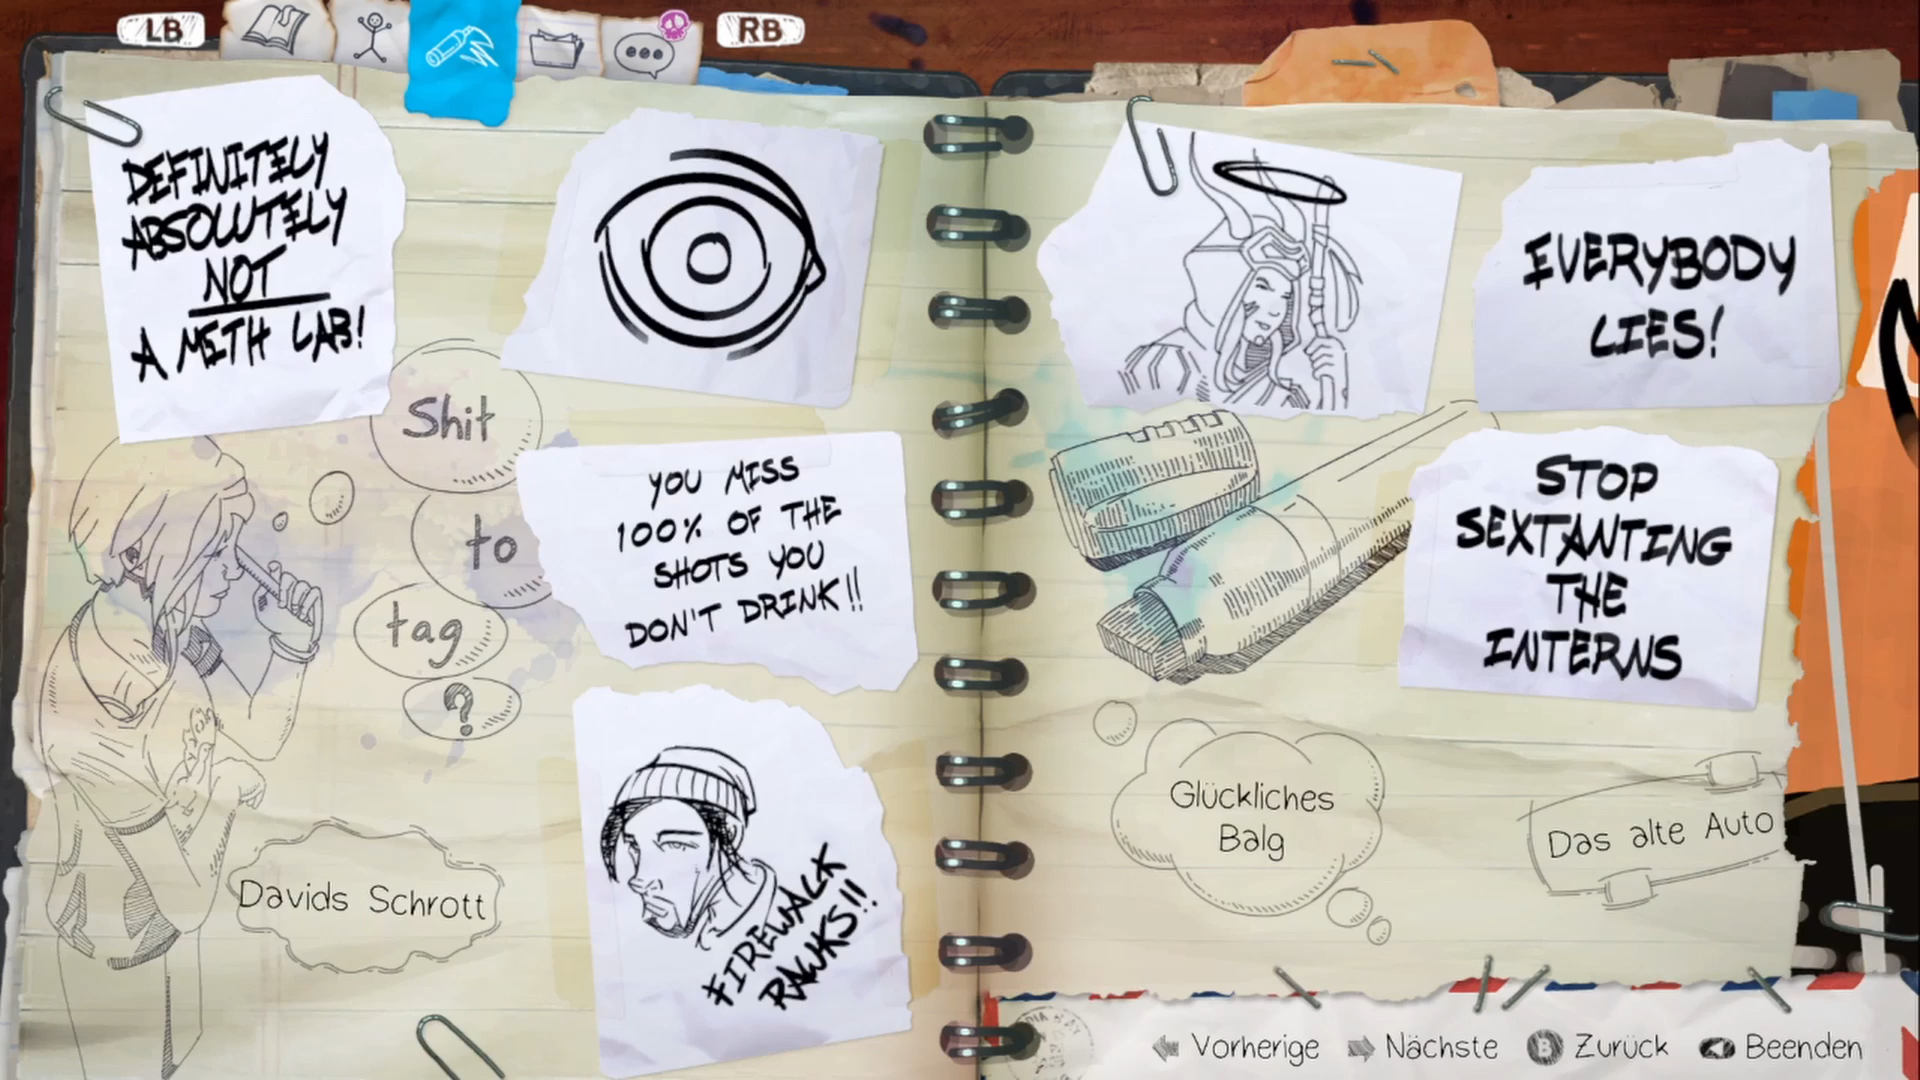 LB
RB
DEFINITELY
ABSOLUTELY
NOT
A METH LAB!
Shit
to
tag
?
YOU MISS
100% OF THE
SHOTS YOU
DON'T DRINK!!
Davids Schrott
FIREWALK
RAWKS!!
EVERYBODY
LIES!
STOP
SEXTANTING
THE
INTERNS
Glückliches
Balg
Das alte Auto
Vorherige
Nächste
B Zurück
Beenden